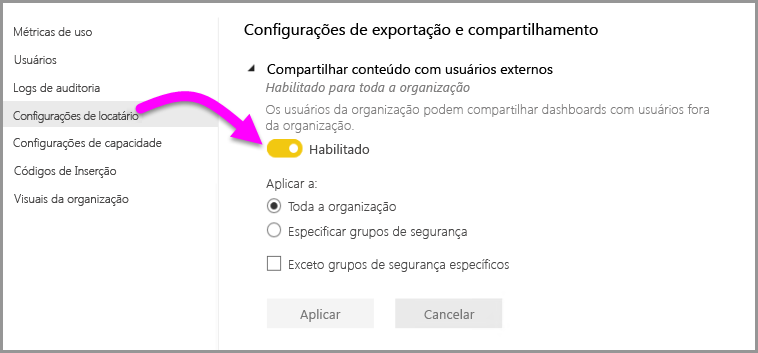 Métricas de uso
Usuários
Logs de auditoria
Configurações de locatário
Configurações de capacidade
Códigos de Inserção
Visuais da organização
Configurações de exportação e compartilhamento
Compartilhar conteúdo com usuários externos
Habilitado para toda a organização
Os usuários da organização podem compartilhar dashboards com usuários fora
da organização.
Habilitado
Aplicar a:
Toda a organização
Especificar grupos de segurança
Exceto grupos de segurança específicos
Aplicar
Cancelar